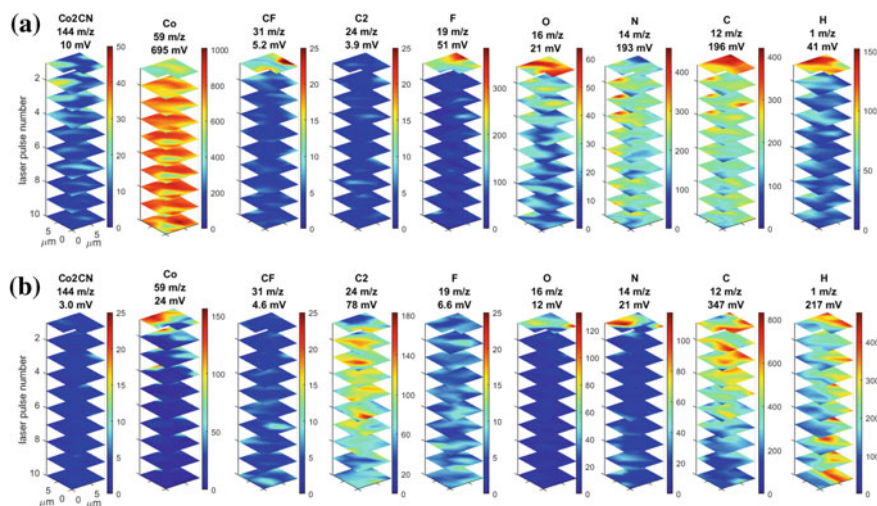 (a)
Co2CN
144 m/z
10 mV
Co
59 m/z
695 mV
CF
31 m/z
5.2 mV
C2
24 m/z
3.9 mV
F
19 m/z
51 mV
O
16 m/z
21 mV
N
14 m/z
193 mV
C
12 m/z
196 mV
H
1 m/z
41 mV
laser pulse number
2
4
6
8
10
5
μm
0
0
5
μm
50
40
30
20
10
0
1000
800
600
400
200
0
25
20
15
10
5
0
25
20
15
10
5
0
300
200
100
60
50
40
30
20
10
400
300
200
100
400
300
200
100
0
150
100
50
0
(b)
Co2CN
144 m/z
3.0 mV
Co
59 m/z
24 mV
CF
31 m/z
4.6 mV
C2
24 m/z
78 mV
F
19 m/z
6.6 mV
O
16 m/z
12 mV
N
14 m/z
21 mV
C
12 m/z
347 mV
H
1 m/z
217 mV
laser pulse number
2
4
6
8
10
5
μm
0
0
5
μm
25
20
15
10
5
0
150
100
50
0
25
20
15
10
5
0
180
160
140
120
100
80
60
40
20
25
20
15
10
5
0
120
100
80
60
40
20
100
80
60
40
20
800
600
400
200
0
400
300
200
100
0